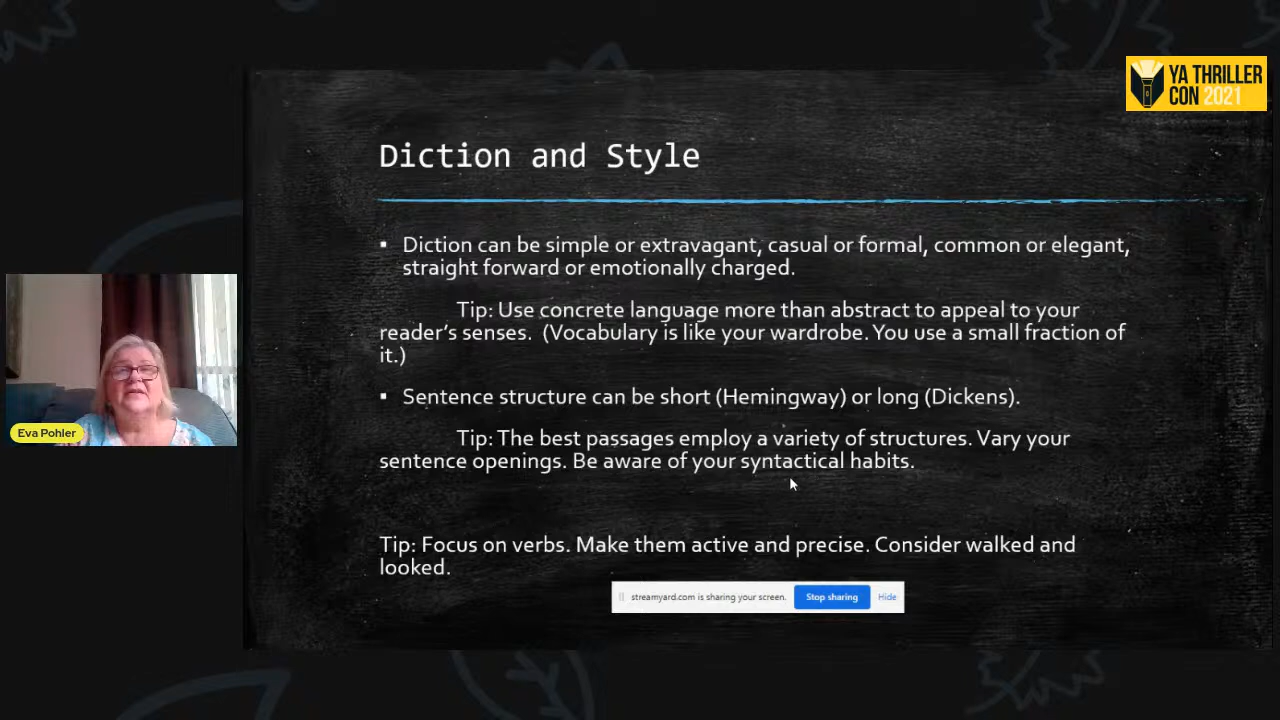 YA THRILLER
CON 2021
Diction and Style
▪ Diction can be simple or extravagant, casual or formal, common or elegant,
straight forward or emotionally charged.
Tip: Use concrete language more than abstract to appeal to your
reader’s senses.  (Vocabulary is like your wardrobe. You use a small fraction of
it.)
▪ Sentence structure can be short (Hemingway) or long (Dickens).
Tip: The best passages employ a variety of structures. Vary your
sentence openings. Be aware of your syntactical habits.
Tip: Focus on verbs. Make them active and precise. Consider walked and
looked.
Eva Pohler
streamyard.com is sharing your screen. Stop sharing Hide